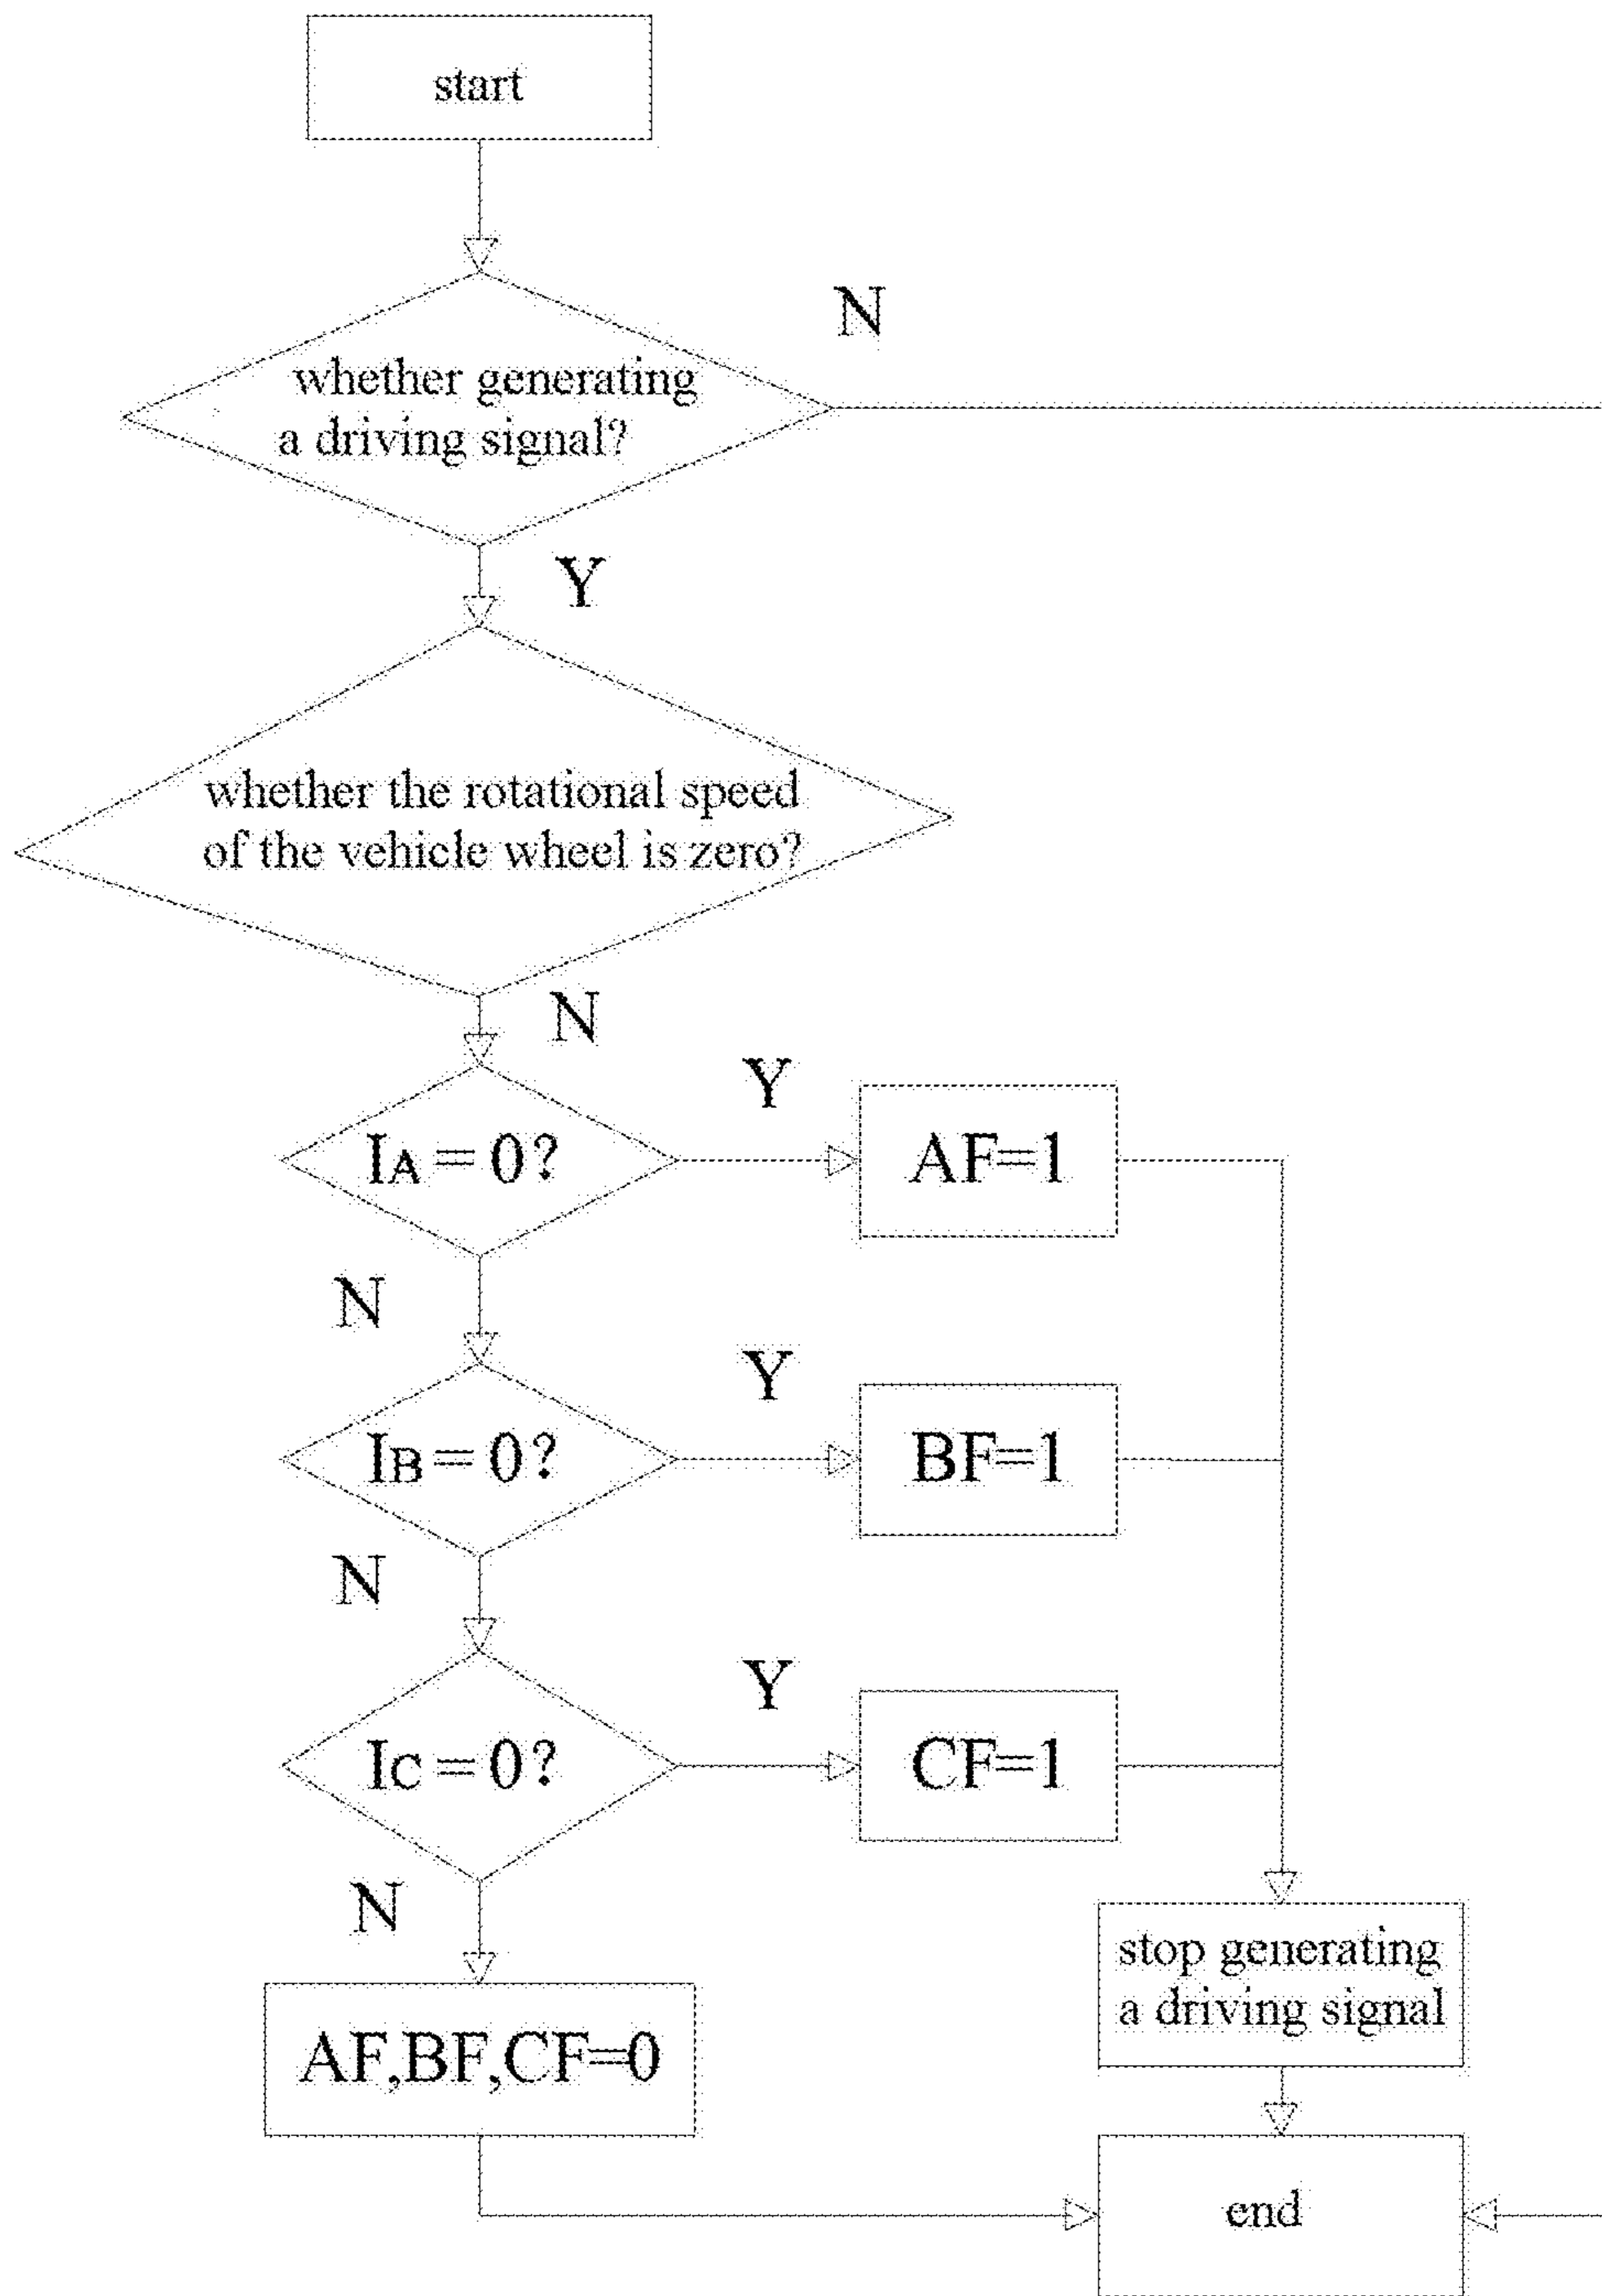 start
N
whether generating
a driving signal?
Y
whether the rotational speed
of the vehicle wheel is zero?
N
IA = 0?
Y
AF=1
N
IB = 0?
Y
BF=1
N
IC = 0?
Y
CF=1
N
AF,BF,CF=0
stop generating
a driving signal
end